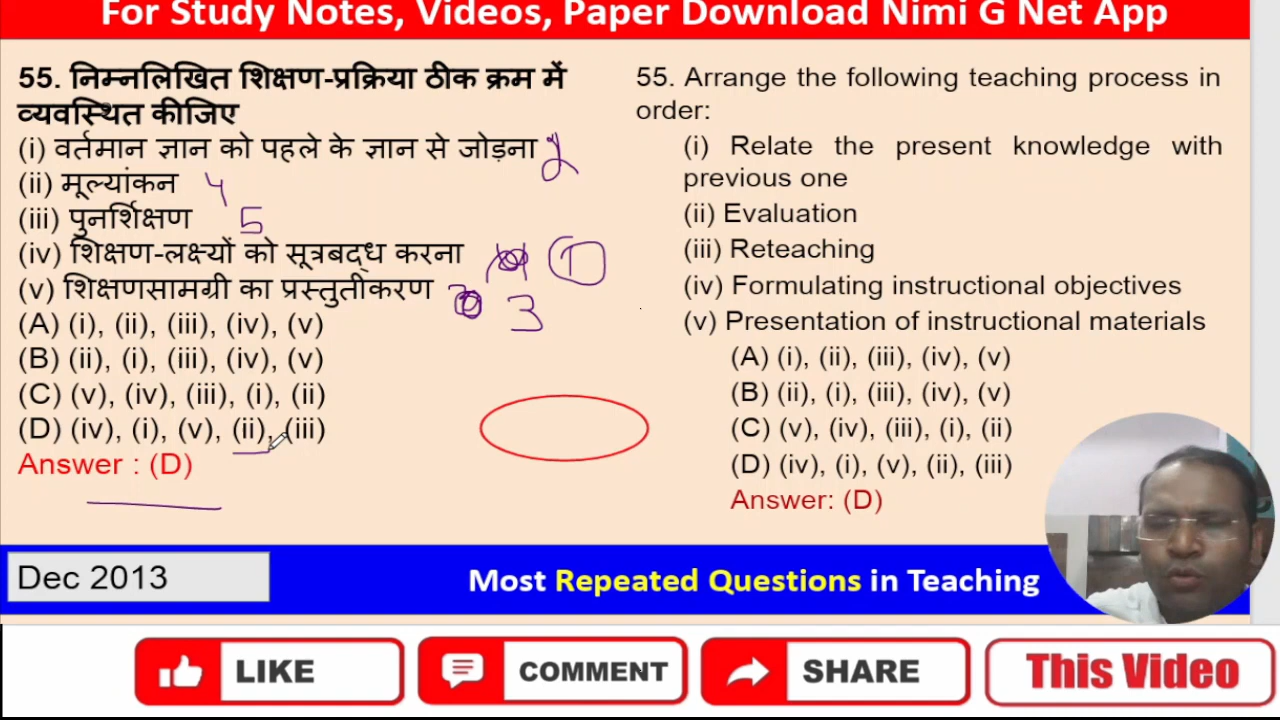 For Study Notes, Videos, Paper Download Nimi G Net App
55. निम्नलिखित शिक्षण-प्रक्रिया ठीक क्रम में
व्यवस्थित कीजिए
(i) वर्तमान ज्ञान को पहले के ज्ञान से जोड़ना 2
(ii) मूल्यांकन 4
(iii) पुनर्शिक्षण 5
(iv) शिक्षण-लक्ष्यों को सूत्रबद्ध करना 1
(v) शिक्षणसामग्री का प्रस्तुतीकरण 3
(A) (i), (ii), (iii), (iv), (v)
(B) (ii), (i), (iii), (iv), (v)
(C) (v), (iv), (iii), (i), (ii)
(D) (iv), (i), (v), (ii), (iii)
Answer : (D)
55. Arrange the following teaching process in
order:
(i) Relate the present knowledge with
previous one
(ii) Evaluation
(iii) Reteaching
(iv) Formulating instructional objectives
(v) Presentation of instructional materials
(A) (i), (ii), (iii), (iv), (v)
(B) (ii), (i), (iii), (iv), (v)
(C) (v), (iv), (iii), (i), (ii)
(D) (iv), (i), (v), (ii), (iii)
Answer: (D)
Dec 2013
Most Repeated Questions in Teaching
LIKE
COMMENT
SHARE
This Video